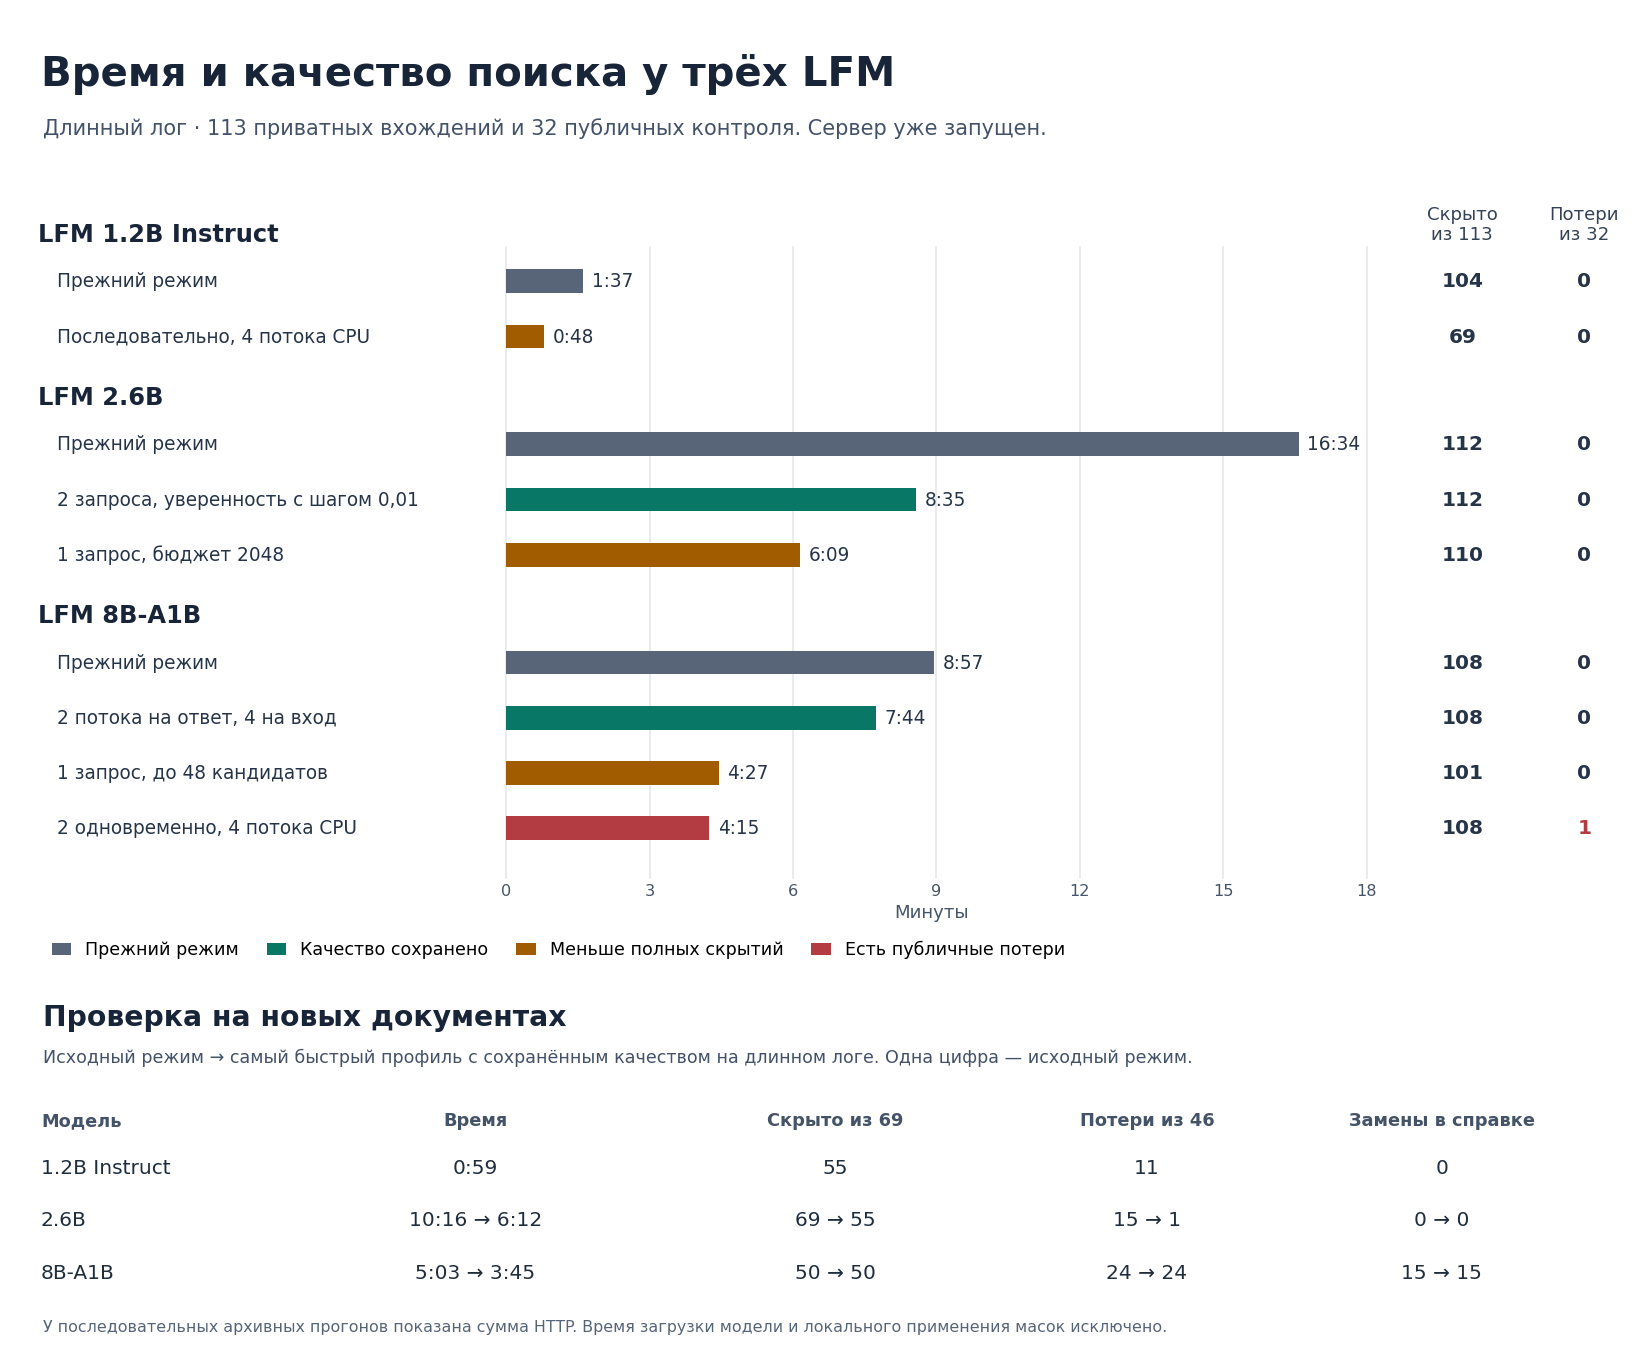 Время и качество поиска у трёх LFM
Длинный лог · 113 приватных вхождений и 32 публичных контроля. Сервер уже запущен.
Скрыто из 113
Потери из 32
LFM 1.2B Instruct
Прежний режим 1:37 104 0
Последовательно, 4 потока CPU 0:48 69 0
LFM 2.6B
Прежний режим 16:34 112 0
2 запроса, уверенность с шагом 0,01 8:35 112 0
1 запрос, бюджет 2048 6:09 110 0
LFM 8B-A1B
Прежний режим 8:57 108 0
2 потока на ответ, 4 на вход 7:44 108 0
1 запрос, до 48 кандидатов 4:27 101 0
2 одновременно, 4 потока CPU 4:15 108 1
0 3 6 9 12 15 18
Минуты
Прежний режим Качество сохранено Меньше полных скрытий Есть публичные потери
Проверка на новых документах
Исходный режим → самый быстрый профиль с сохранённым качеством на длинном логе. Одна цифра — исходный режим.
Модель Время Скрыто из 69 Потери из 46 Замены в справке
1.2B Instruct 0:59 55 11 0
2.6B 10:16 → 6:12 69 → 55 15 → 1 0 → 0
8B-A1B 5:03 → 3:45 50 → 50 24 → 24 15 → 15
У последовательных архивных прогонов показана сумма HTTP. Время загрузки модели и локального применения масок исключено.